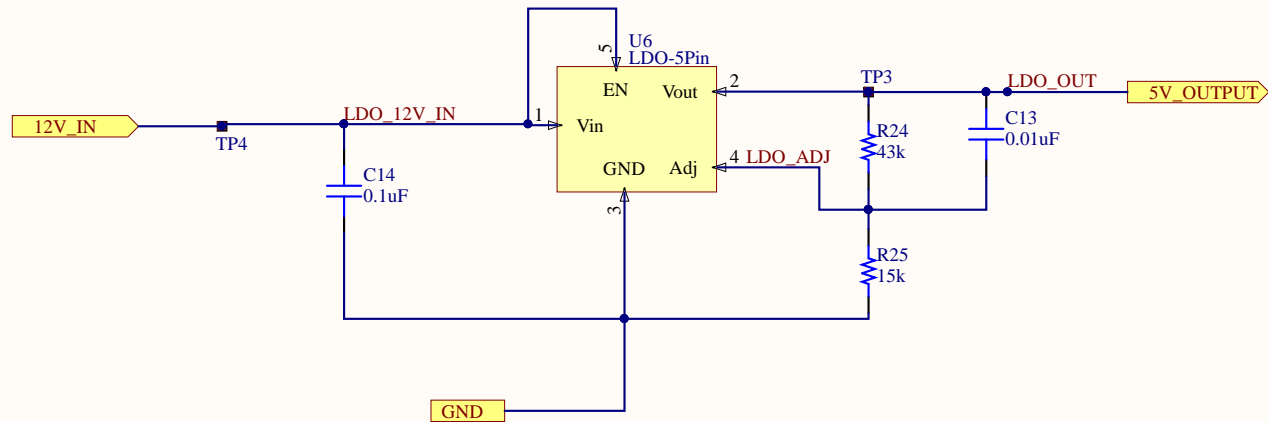 U6
LDO-5Pin
5
EN
12V_IN
TP4
LDO_12V_IN
1
Vin
Vout
2
TP3
LDO_OUT
5V_OUTPUT
C14
0.1uF
GND
3
Adj
4
LDO_ADJ
R24
43k
C13
0.01uF
R25
15k
GND